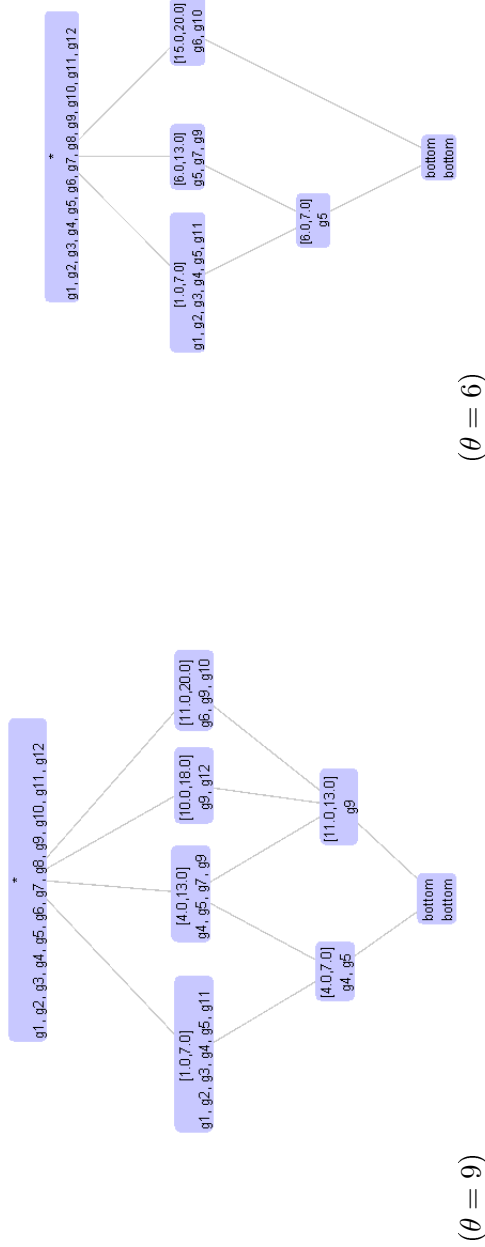 (θ = 9)
*
g1, g2, g3, g4, g5, g6, g7, g8, g9, g10, g11, g12
[1.0,7.0]
g1, g2, g3, g4, g5, g11
[4.0,13.0]
g4, g5, g7, g9
[10.0,18.0]
g9, g12
[11.0,20.0]
g6, g9, g10
[4.0,7.0]
g4, g5
[11.0,13.0]
g9
bottom
bottom
(θ = 6)
*
g1, g2, g3, g4, g5, g6, g7, g8, g9, g10, g11, g12
[1.0,7.0]
g1, g2, g3, g4, g5, g11
[6.0,13.0]
g5, g7, g9
[15.0,20.0]
g6, g10
[6.0,7.0]
g5
bottom
bottom